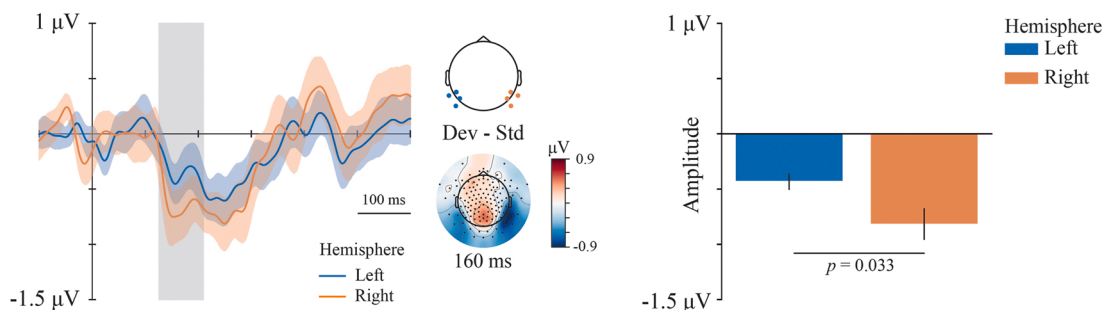 1 μV
-1.5 μV
100 ms
Hemisphere
Left
Right
Dev - Std
μV
0.9
-0.9
160 ms
1 μV
Amplitude
-1.5 μV
p = 0.033
Hemisphere
Left
Right